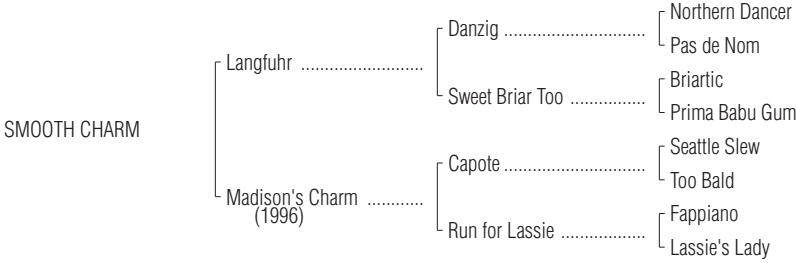 Northern Dancer
Danzig ..............................
Pas de Nom
Langfuhr ..........................
Briartic
Sweet Briar Too ................
Prima Babu Gum
SMOOTH CHARM
Seattle Slew
Capote ..............................
Too Bald
Madison's Charm ............
(1996)
Fappiano
Run for Lassie ..................
Lassie's Lady